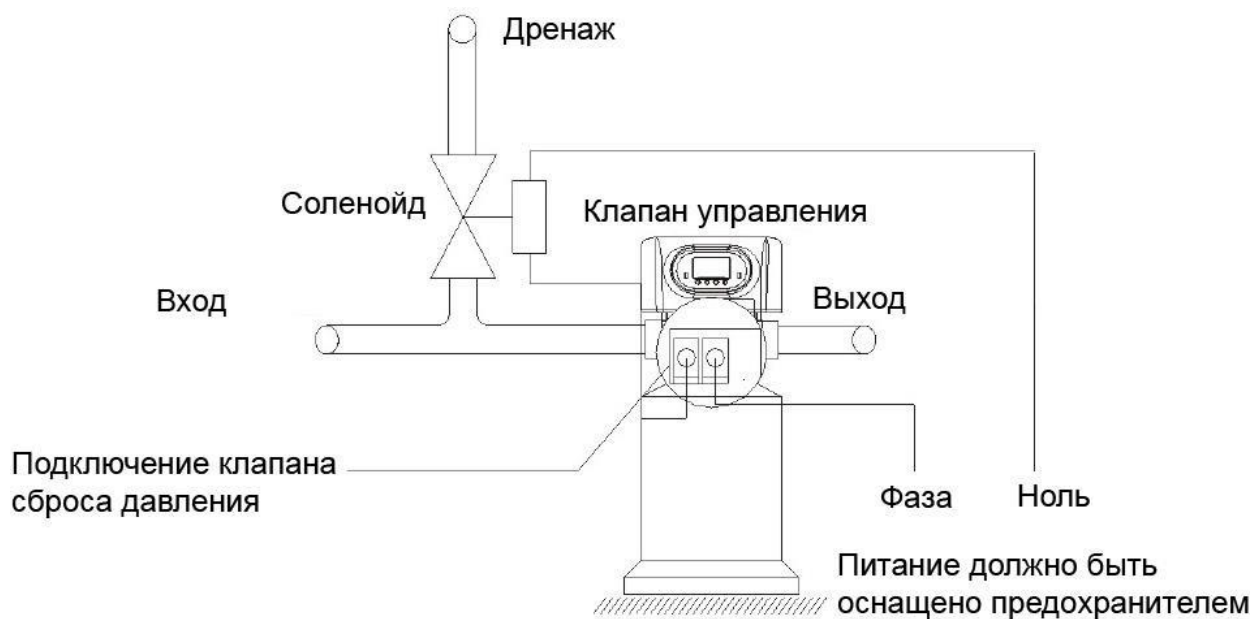 Дренаж
Соленойд
Клапан управления
Вход
Выход
Подключение клапана
сброса давления
Фаза
Ноль
Питание должно быть
оснащено предохранителем